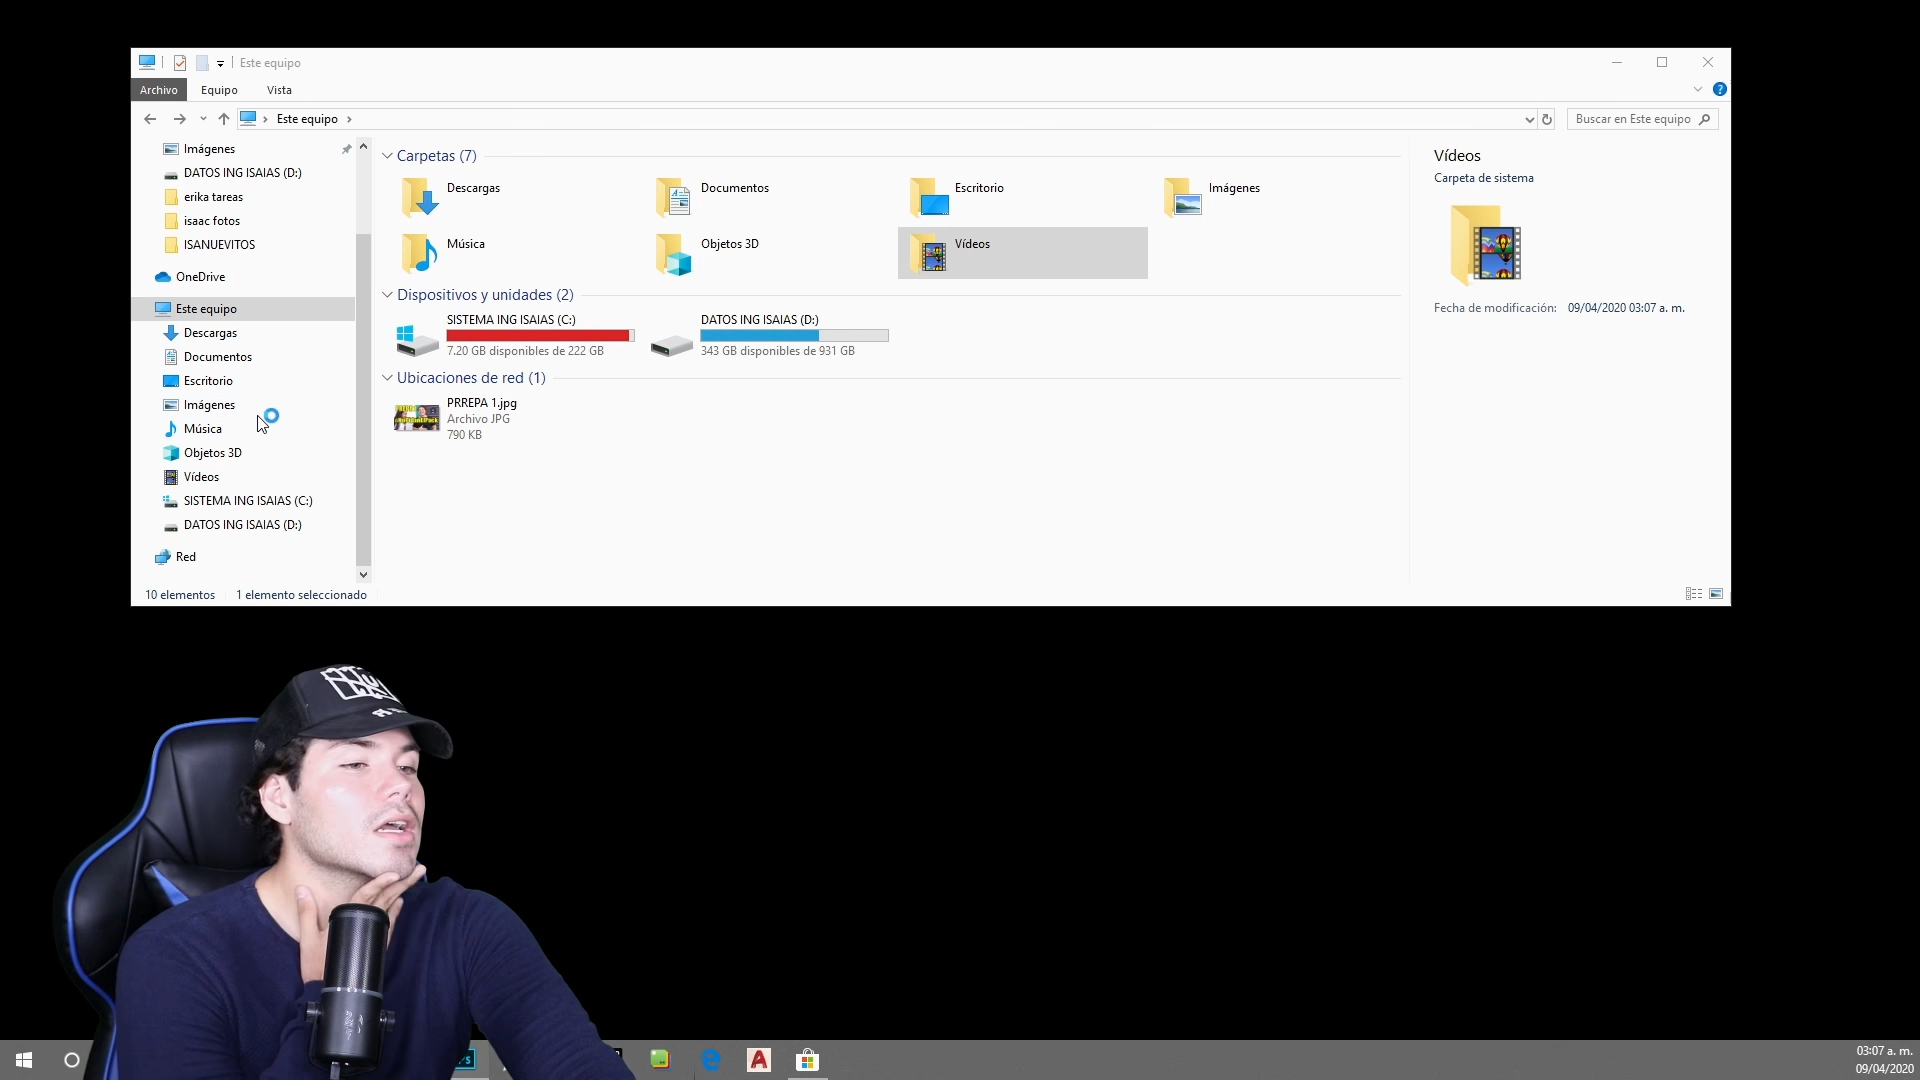 Este equipo
Archivo
Equipo
Vista
Este equipo
Buscar en Este equipo
Imágenes
DATOS ING ISAIAS (D:)
erika tareas
isaac fotos
ISANUEVITOS
OneDrive
Este equipo
Descargas
Documentos
Escritorio
Imágenes
Música
Objetos 3D
Vídeos
SISTEMA ING ISAIAS (C:)
DATOS ING ISAIAS (D:)
Red
Carpetas (7)
Descargas
Documentos
Escritorio
Imágenes
Música
Objetos 3D
Vídeos
Dispositivos y unidades (2)
SISTEMA ING ISAIAS (C:)
7.20 GB disponibles de 222 GB
DATOS ING ISAIAS (D:)
343 GB disponibles de 931 GB
Ubicaciones de red (1)
PRREPA 1.jpg
Archivo JPG
790 KB
Vídeos
Carpeta de sistema
Fecha de modificación: 09/04/2020 03:07 a. m.
10 elementos
1 elemento seleccionado
03:07 a. m.
09/04/2020